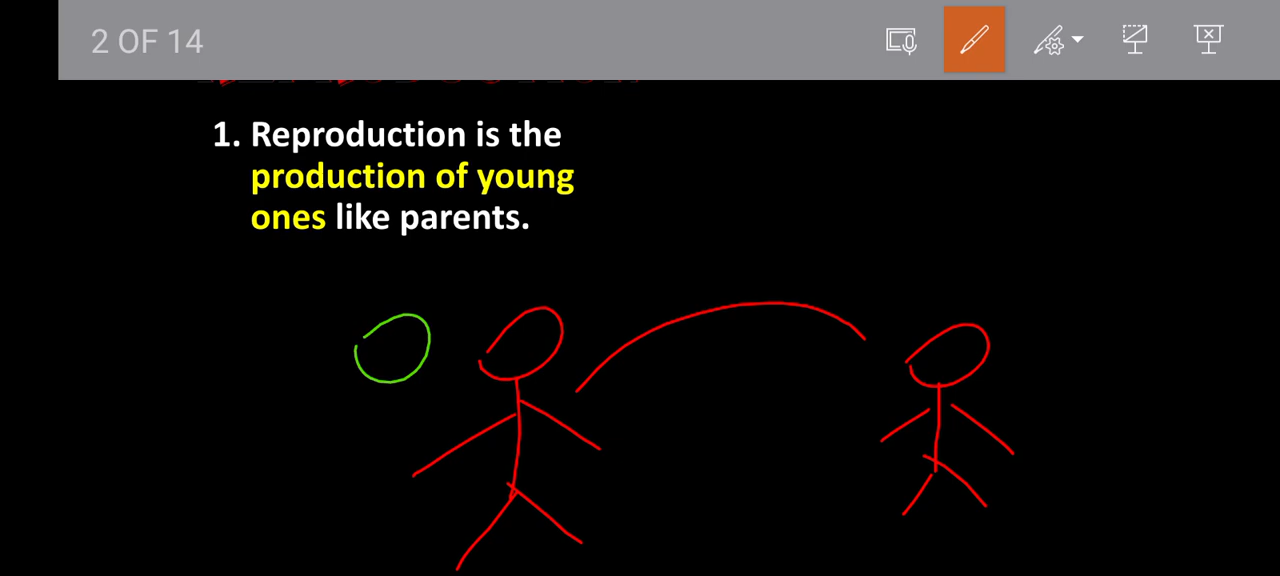 2 OF 14
1. Reproduction is the
production of young
ones like parents.